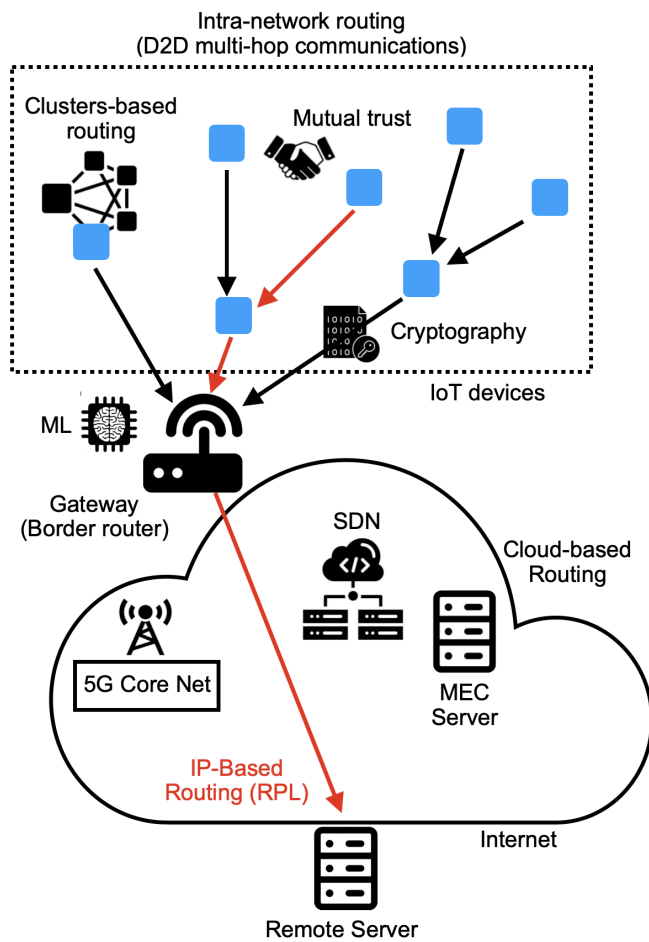 Intra-network routing
(D2D multi-hop communications)
Clusters-based
routing
Mutual trust
Cryptography
IoT devices
ML
Gateway
(Border router)
SDN
Cloud-based
Routing
5G Core Net
MEC
Server
IP-Based
Routing (RPL)
Internet
Remote Server